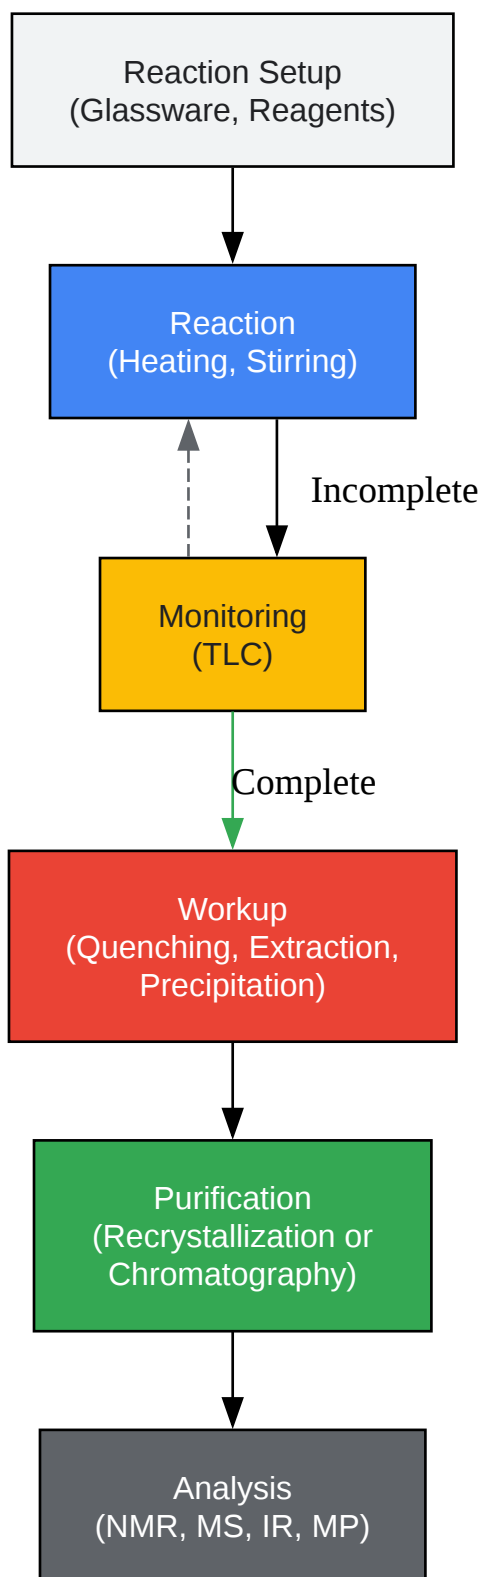 Reaction Setup
(Glassware, Reagents)
Reaction
(Heating, Stirring)
Incomplete
Monitoring
(TLC)
Complete
Workup
(Quenching, Extraction,
Precipitation)
Purification
(Recrystallization or
Chromatography)
Analysis
(NMR, MS, IR, MP)